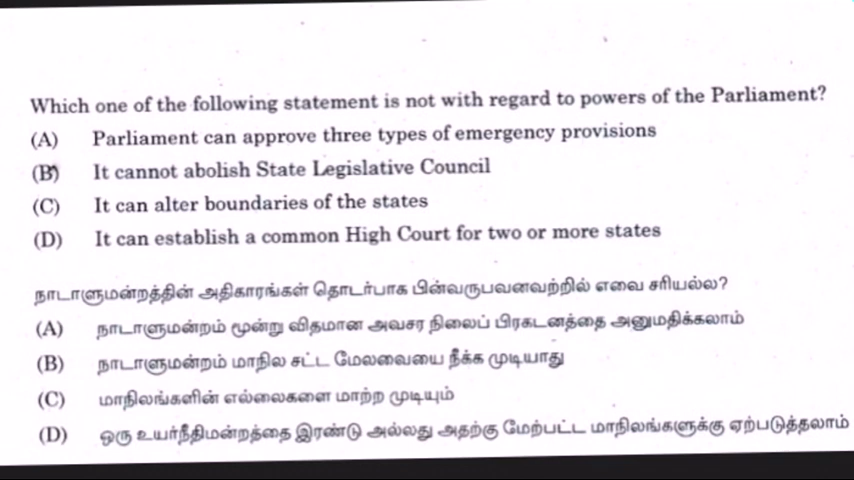 Which one of the following statement is not with regard to powers of the Parliament?
(A) Parliament can approve three types of emergency provisions
(B) It cannot abolish State Legislative Council
(C) It can alter boundaries of the states
(D) It can establish a common High Court for two or more states
நாடாளுமன்றத்தின் அதிகாரங்கள் தொடர்பாக பின்வருபவனவற்றில் எவை சரியல்ல?
(A) நாடாளுமன்றம் மூன்று விதமான அவசர நிலைப் பிரகடனத்தை அனுமதிக்கலாம்
(B) நாடாளுமன்றம் மாநில சட்ட மேலவையை நீக்க முடியாது
(C) மாநிலங்களின் எல்லைகளை மாற்ற முடியும்
(D) ஒரு உயர்நீதிமன்றத்தை இரண்டு அல்லது அதற்கு மேற்பட்ட மாநிலங்களுக்கு ஏற்படுத்தலாம்